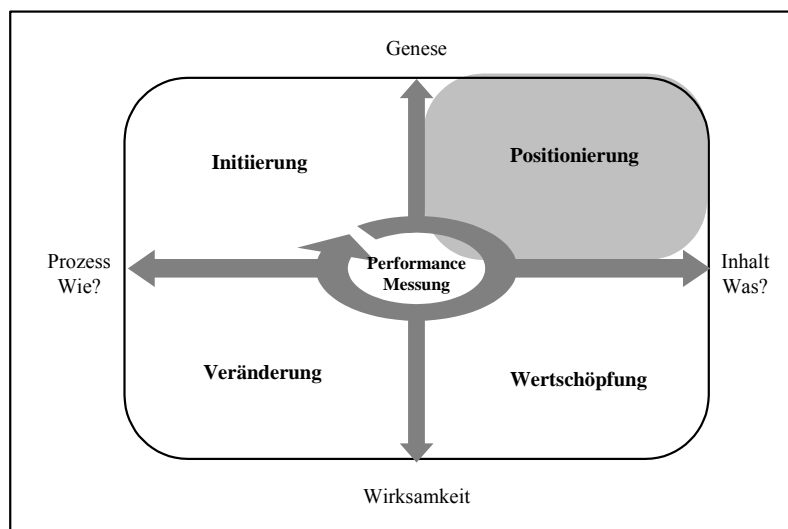 Genese
Initiierung
Positionierung
Prozess
Wie?
Performance
Messung
Inhalt
Was?
Veränderung
Wertschöpfung
Wirksamkeit